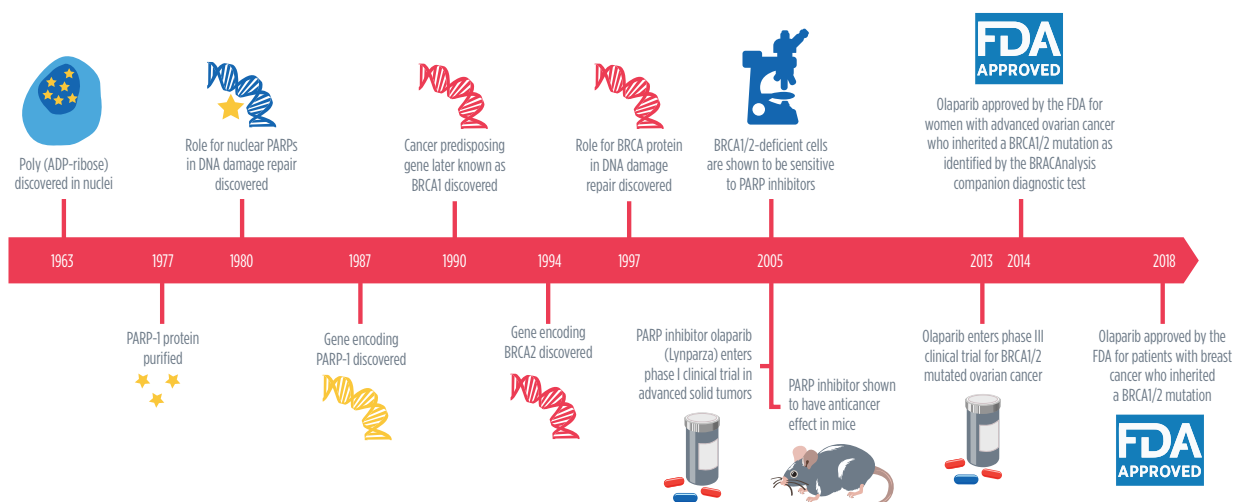 FDA
APPROVED
Poly (ADP-ribose)
discovered in nuclei
Role for nuclear PARPs
in DNA damage repair
discovered
Cancer predisposing
gene later known as
BRCA1 discovered
Role for BRCA protein
in DNA damage
repair discovered
BRCA1/2-deficient cells
are shown to be sensitive
to PARP inhibitors
Olaparib approved by the FDA for
women with advanced ovarian cancer
who inherited a BRCA1/2 mutation as
identified by the BRACAnalysis
companion diagnostic test
1963
1977
1980
1987
1990
1994
1997
2005
2013
2014
2018
PARP-1 protein
purified
Gene encoding
PARP-1 discovered
Gene encoding
BRCA2 discovered
PARP inhibitor olaparib
(Lynparza) enters
phase I clinical trial in
advanced solid tumors
PARP inhibitor shown
to have anticancer
effect in mice
Olaparib enters phase III
clinical trial for BRCA1/2
mutated ovarian cancer
Olaparib approved by the
FDA for patients with breast
cancer who inherited
a BRCA1/2 mutation
FDA
APPROVED